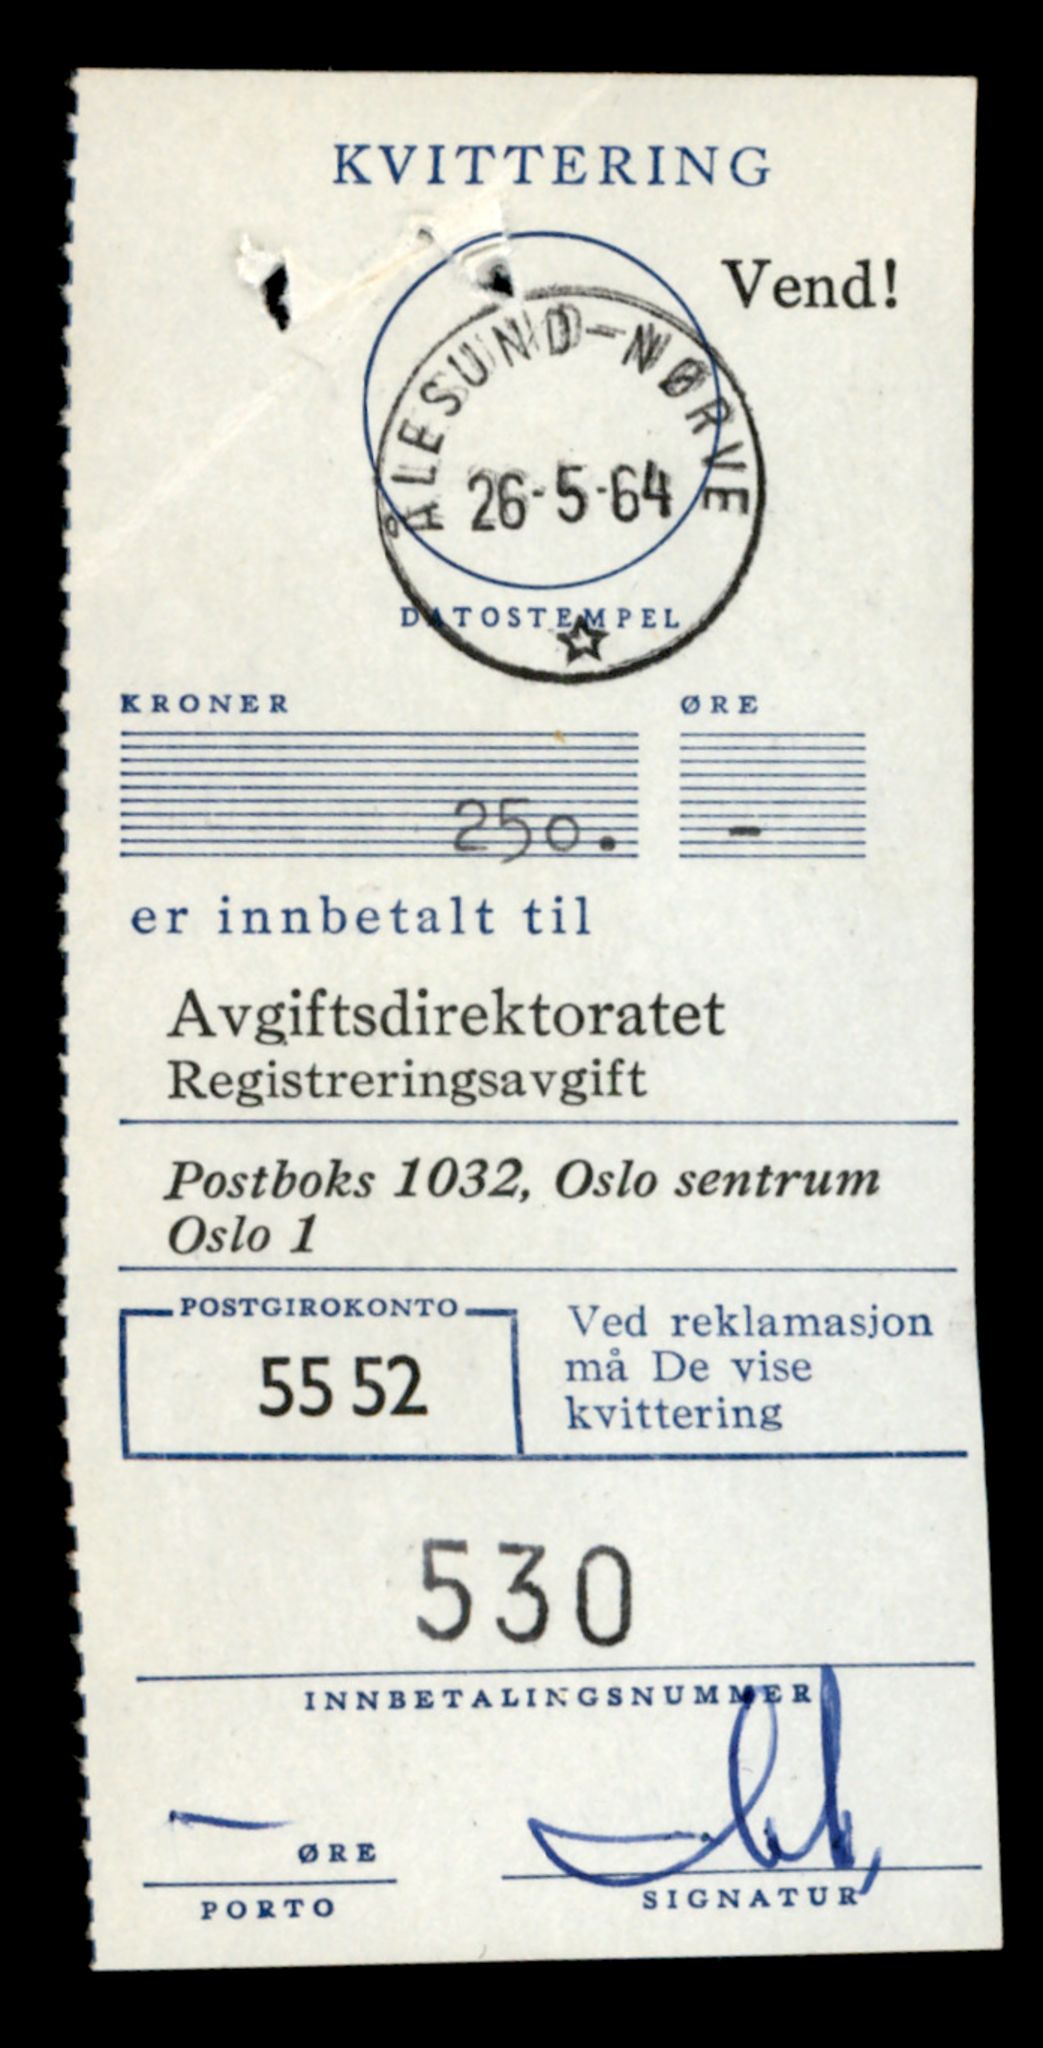 KVITTERING
Vend!
ÅLESUND-NØRVE
26-5-64
DATOSTEMPEL
KRONER ØRE
250. -
er innbetalt til
Avgiftsdirektoratet
Registreringsavgift
Postboks 1032, Oslo sentrum
Oslo 1
POSTGIROKONTO
55 52
Ved reklamasjon
må De vise
kvittering
530
INNBETALINGSNUMMER
— ØRE
PORTO
SIGNATUR